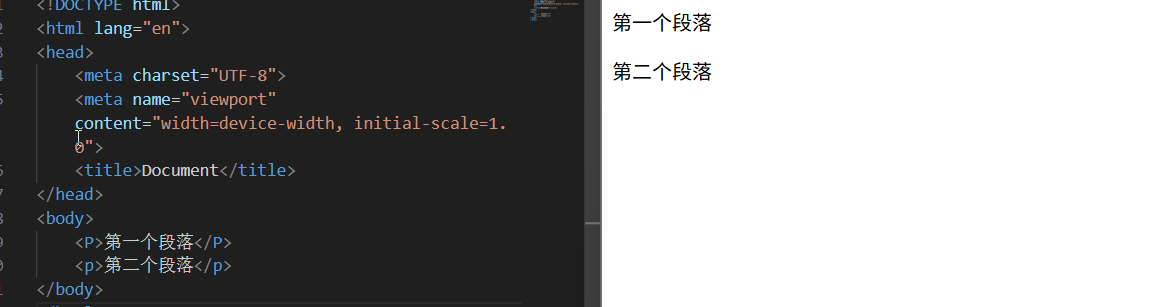 <!DOCTYPE html>
<html lang="en">
<head>
<meta charset="UTF-8">
<meta name="viewport"
content="width=device-width, initial-scale=1.
0">
<title>Document</title>
</head>
<body>
<P>第一个段落</P>
<p>第二个段落</p>
</body>
第一个段落
第二个段落